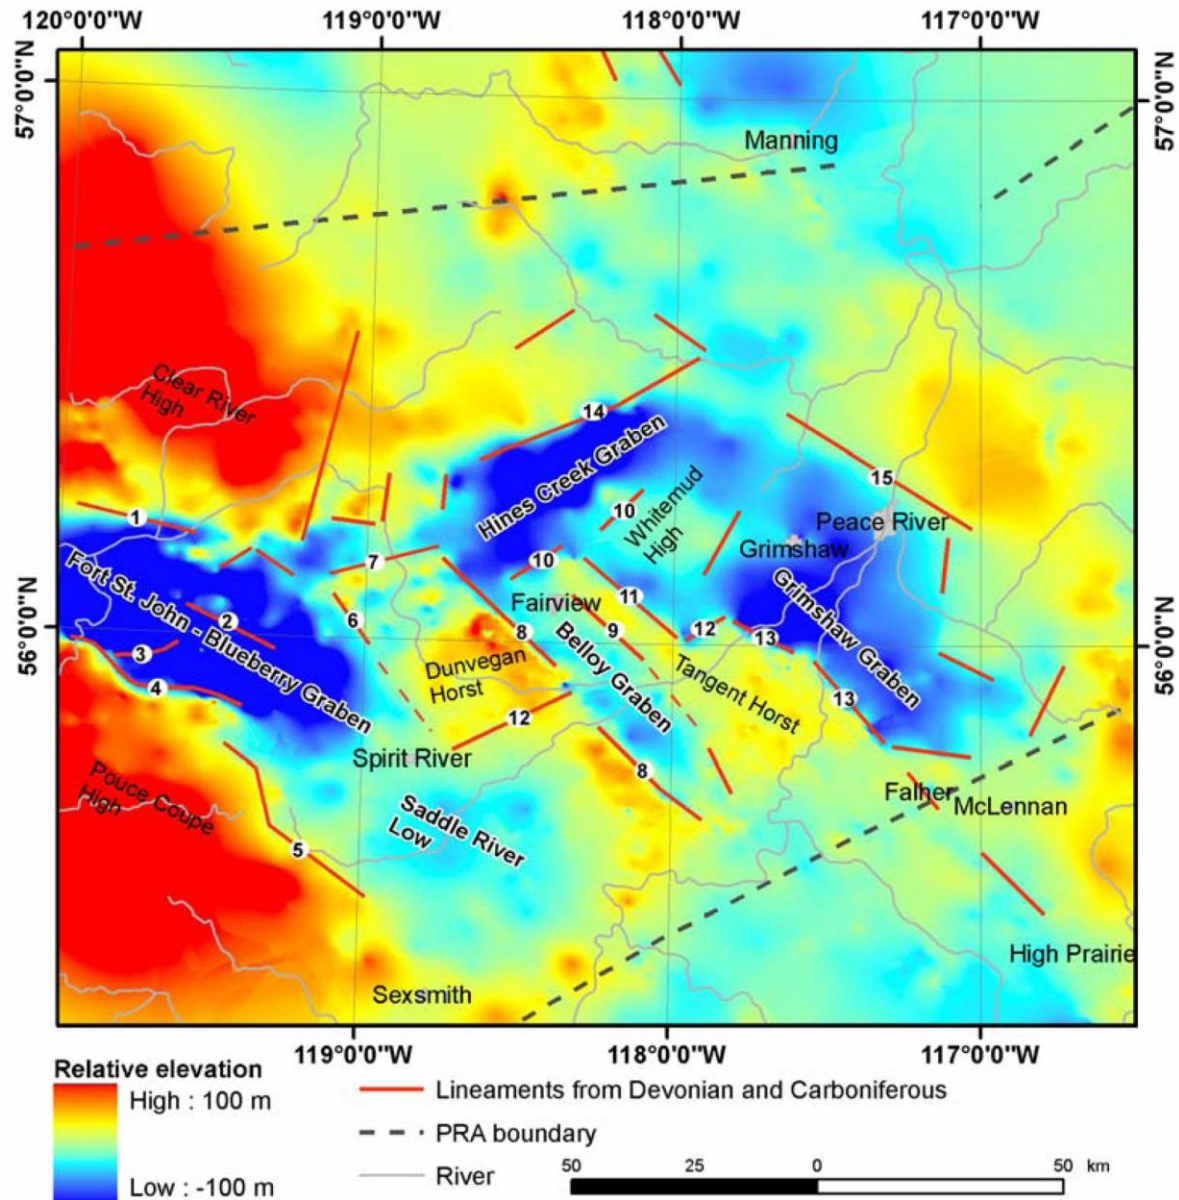 120°0'0"W 119°0'0"W 118°0'0"W 117°0'0"W
57°0'0"N
57°0'0"N
Manning
Clear River
High
14
Hines Creek Graben
15
10
Whitemud
High
1
Peace River
Grimshaw
7
10
Fort St. John - Blueberry Graben
Fairview
11
Grimshaw Graben
6
2
8
9
12
13
56°0'0"N
56°0'0"N
3
Belloy Graben
Dunvegan
Horst
Tangent Horst
4
12
13
Spirit River
8
Falher
McLennan
Pouce Coupe
High
Saddle River
Low
5
High Prairie
Sexsmith
119°0'0"W 118°0'0"W 117°0'0"W
Relative elevation
High : 100 m
Low : -100 m
Lineaments from Devonian and Carboniferous
PRA boundary
River
50 25 0 50 km